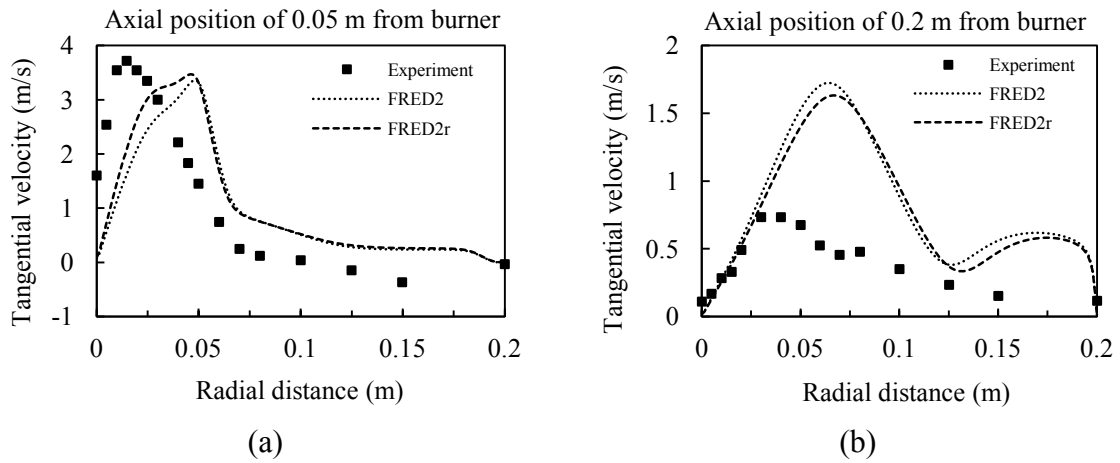 Axial position of 0.05 m from burner
Tangential velocity (m/s)
4
3
2
1
0
-1
Experiment
FRED2
FRED2r
0 0.05 0.1 0.15 0.2
Radial distance (m)
(a)
Axial position of 0.2 m from burner
Tangential velocity (m/s)
2
1.5
1
0.5
0
Experiment
FRED2
FRED2r
0 0.05 0.1 0.15 0.2
Radial distance (m)
(b)